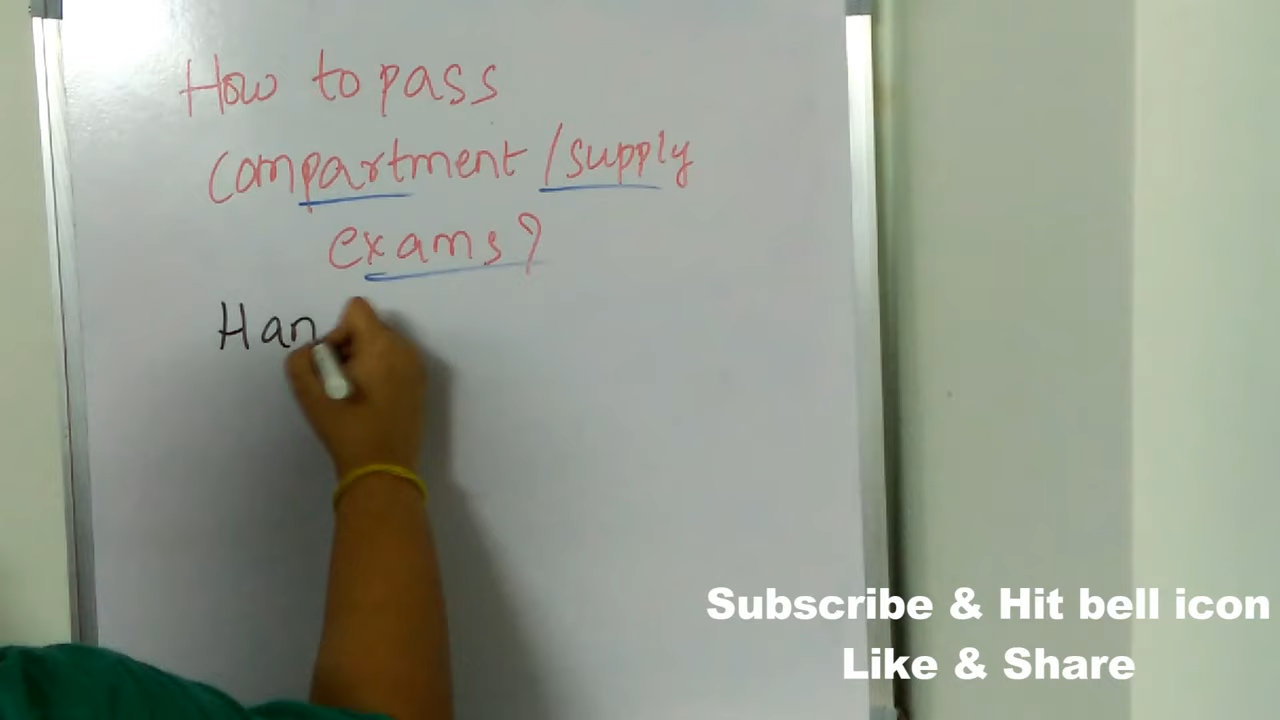 How to pass
compartment / supply
exams?
Han
Subscribe & Hit bell icon
Like & Share